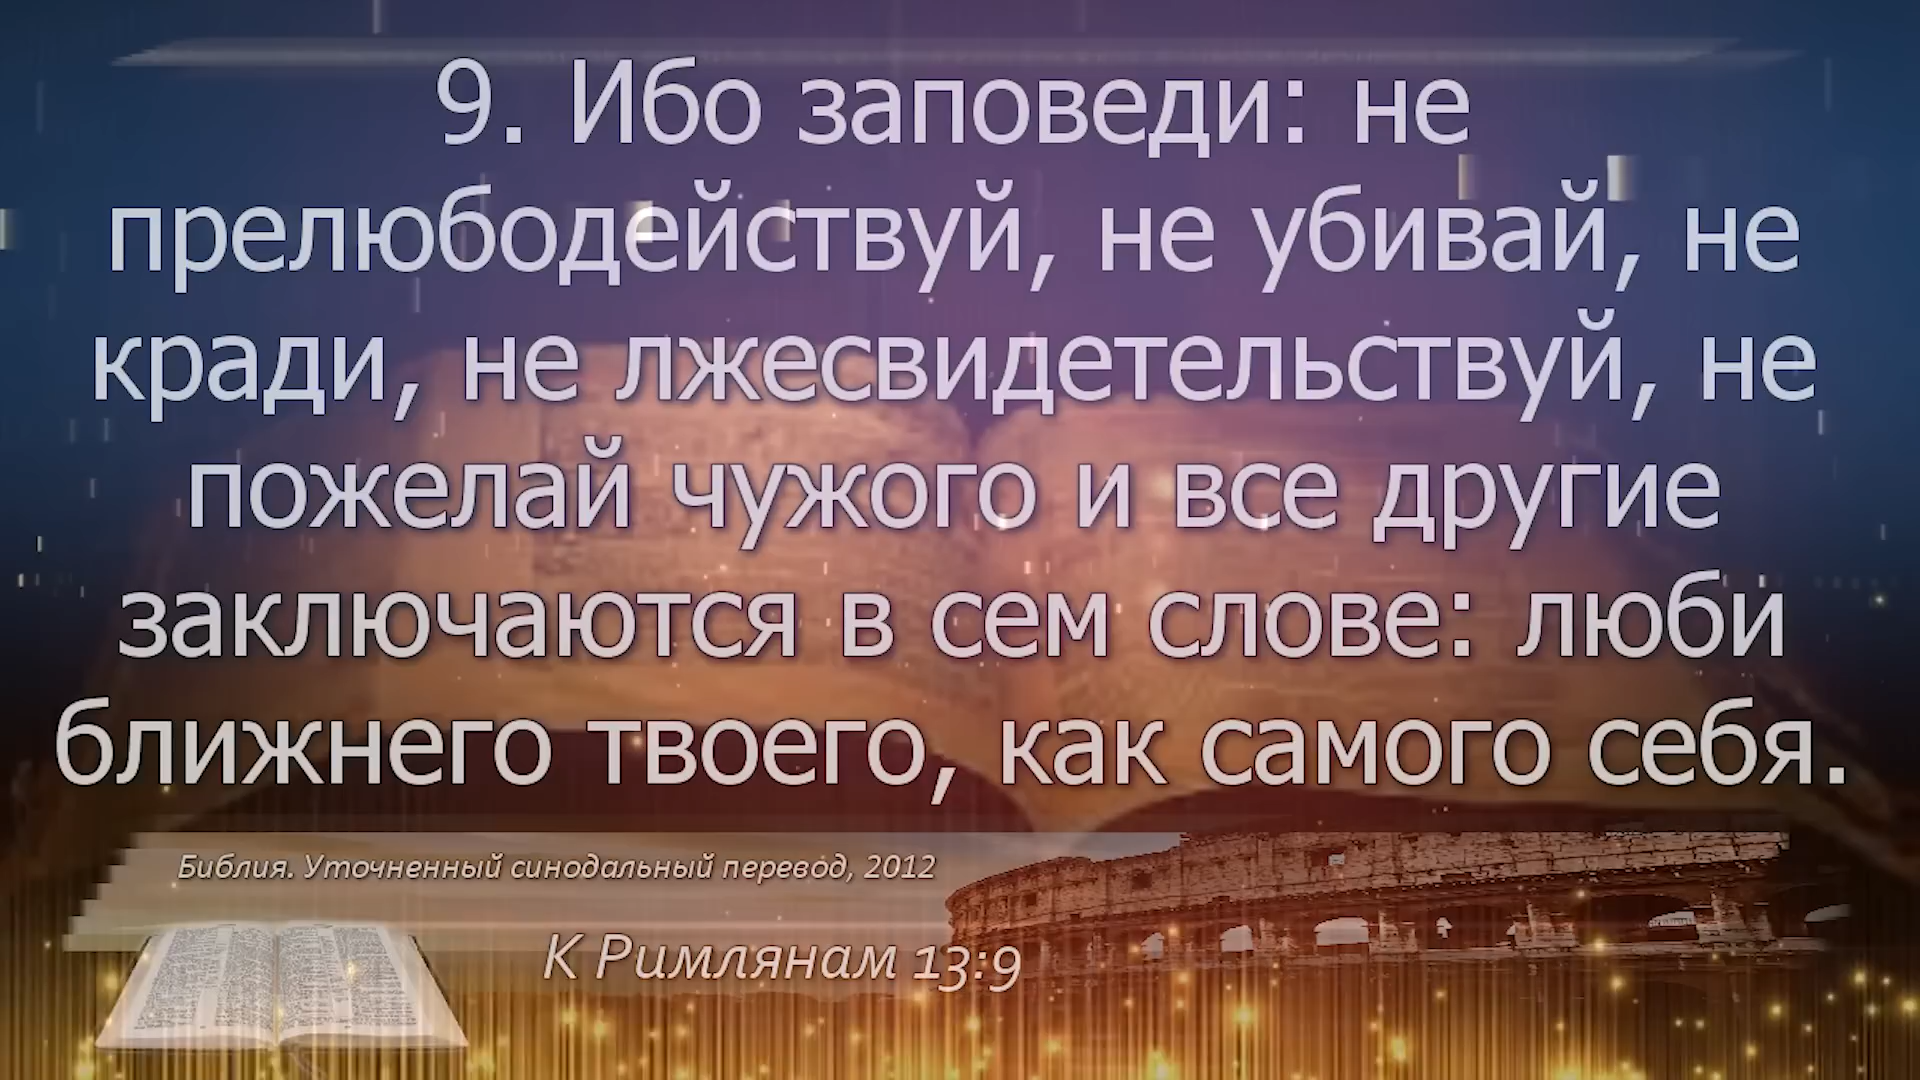 9. Ибо заповеди: не
прелюбодействуй, не убивай, не
кради, не лжесвидетельствуй, не
пожелай чужого и все другие
заключаются в сем слове: люби
ближнего твоего, как самого себя.
Библия. Уточненный синодальный перевод, 2012
К Римлянам 13:9